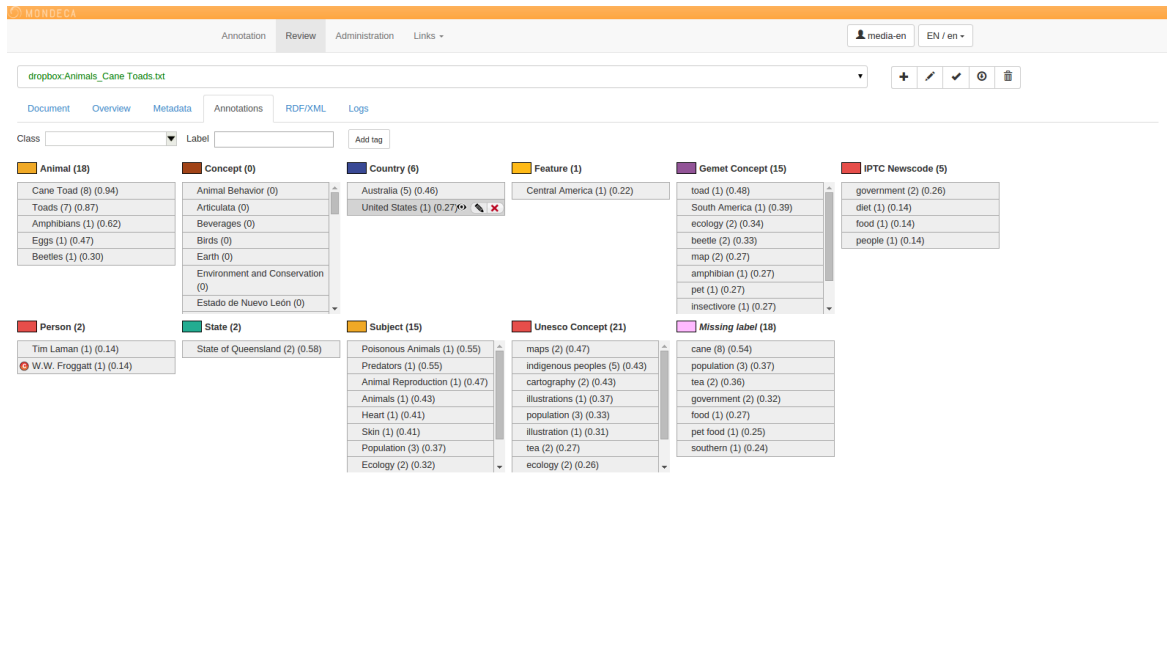 MONDECA
Annotation Review Administration Links
media-en EN / en
dropbox:Animals_Cane Toads.txt
Document Overview Metadata Annotations RDF/XML Logs
Class Label Add tag
Animal (18)
Cane Toad (8) (0.94)
Toads (7) (0.87)
Amphibians (1) (0.62)
Eggs (1) (0.47)
Beetles (1) (0.30)
Concept (0)
Animal Behavior (0)
Articulata (0)
Beverages (0)
Birds (0)
Earth (0)
Environment and Conservation
(0)
Estado de Nuevo León (0)
Country (6)
Australia (5) (0.46)
United States (1) (0.27)
Feature (1)
Central America (1) (0.22)
Gemet Concept (15)
toad (1) (0.48)
South America (1) (0.39)
ecology (2) (0.34)
beetle (2) (0.33)
map (2) (0.27)
amphibian (1) (0.27)
pet (1) (0.27)
insectivore (1) (0.27)
IPTC Newscode (5)
government (2) (0.26)
diet (1) (0.14)
food (1) (0.14)
people (1) (0.14)
Person (2)
Tim Laman (1) (0.14)
C W.W. Froggatt (1) (0.14)
State (2)
State of Queensland (2) (0.58)
Subject (15)
Poisonous Animals (1) (0.55)
Predators (1) (0.55)
Animal Reproduction (1) (0.47)
Animals (1) (0.43)
Heart (1) (0.41)
Skin (1) (0.41)
Population (3) (0.37)
Ecology (2) (0.32)
Unesco Concept (21)
maps (2) (0.47)
indigenous peoples (5) (0.43)
cartography (2) (0.43)
illustrations (1) (0.37)
population (3) (0.33)
illustration (1) (0.31)
tea (2) (0.27)
ecology (2) (0.26)
Missing label (18)
cane (8) (0.54)
population (3) (0.37)
tea (2) (0.36)
government (2) (0.32)
food (1) (0.27)
pet food (1) (0.25)
southern (1) (0.24)